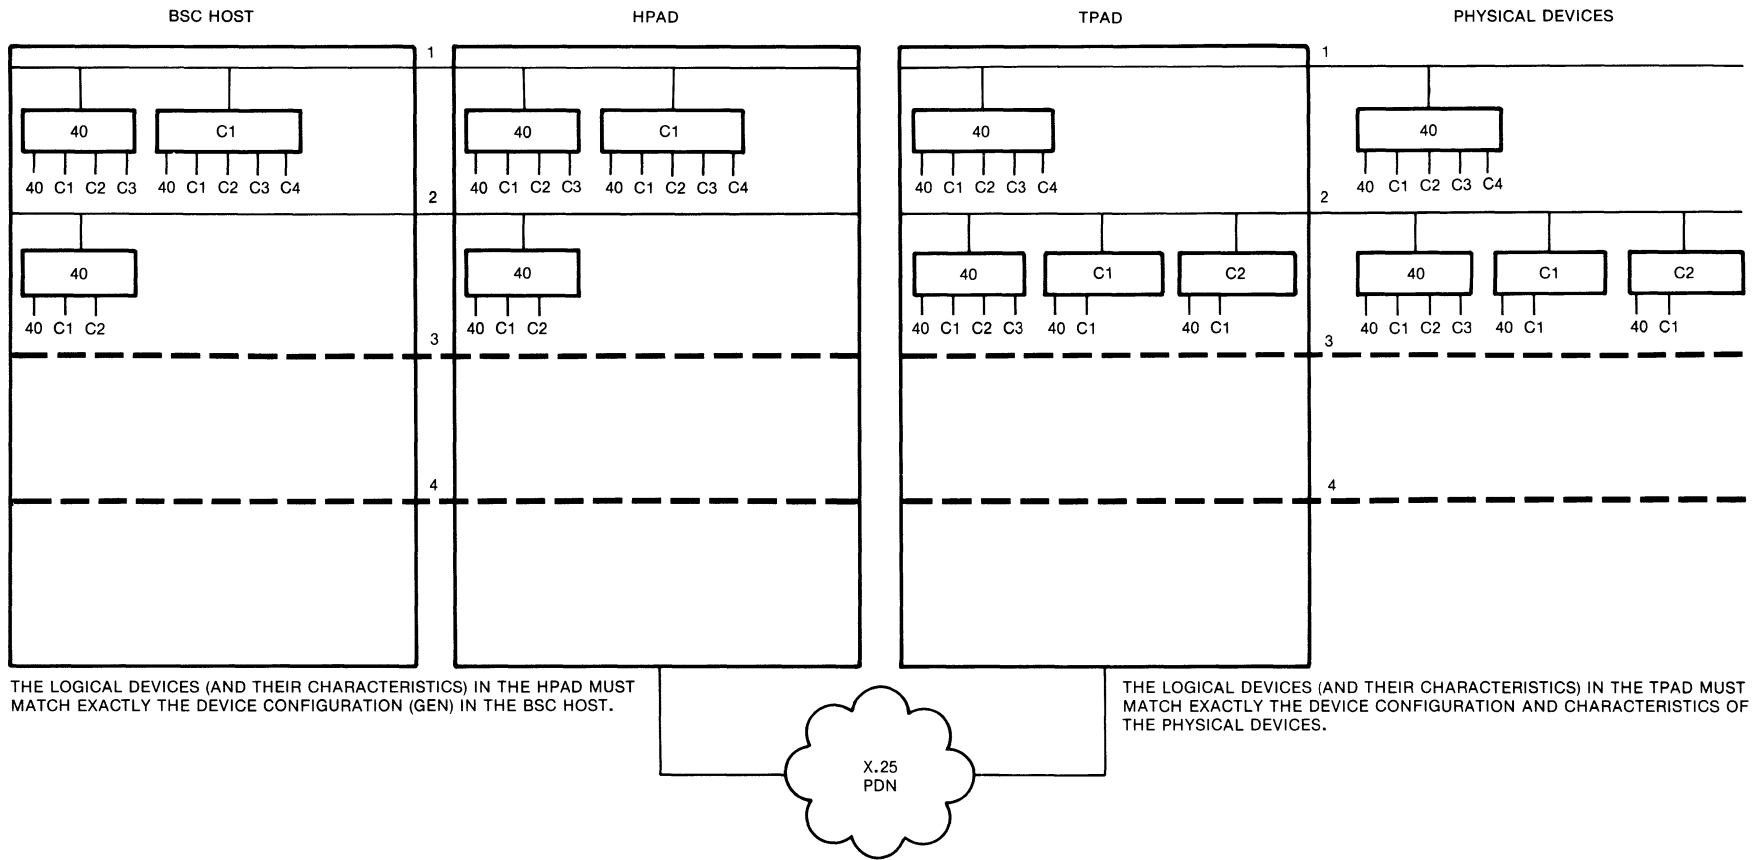 BSC HOST HPAD TPAD PHYSICAL DEVICES
1 1
40 C1 40 C1 40 40
40 C1 C2 C3 40 C1 C2 C3 C4 40 C1 C2 C3 40 C1 C2 C3 C4 40 C1 C2 C3 C4 40 C1 C2 C3 C4
2 2
40 40 40 C1 C2 40 C1 C2
40 C1 C2 40 C1 C2 40 C1 C2 C3 40 C1 40 C1 40 C1 C2 C3 40 C1 40 C1
3 3
4 4
THE LOGICAL DEVICES (AND THEIR CHARACTERISTICS) IN THE HPAD MUST
MATCH EXACTLY THE DEVICE CONFIGURATION (GEN) IN THE BSC HOST.
THE LOGICAL DEVICES (AND THEIR CHARACTERISTICS) IN THE TPAD MUST
MATCH EXACTLY THE DEVICE CONFIGURATION AND CHARACTERISTICS OF
THE PHYSICAL DEVICES.
X.25
PDN